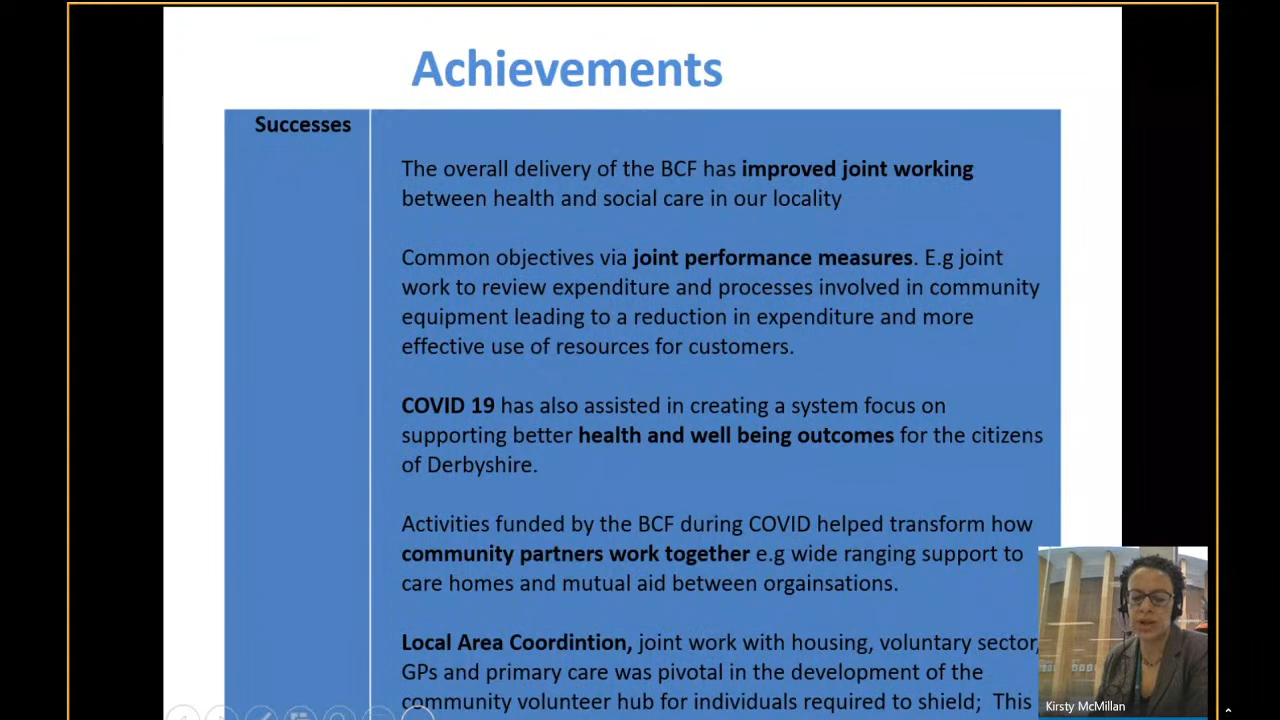 Achievements
Successes
The overall delivery of the BCF has improved joint working
between health and social care in our locality
Common objectives via joint performance measures. E.g joint
work to review expenditure and processes involved in community
equipment leading to a reduction in expenditure and more
effective use of resources for customers.
COVID 19 has also assisted in creating a system focus on
supporting better health and well being outcomes for the citizens
of Derbyshire.
Activities funded by the BCF during COVID helped transform how
community partners work together e.g wide ranging support to
care homes and mutual aid between orgainsations.
Local Area Coordintion, joint work with housing, voluntary sector,
GPs and primary care was pivotal in the development of the
community volunteer hub for individuals required to shield; This
Kirsty McMillan